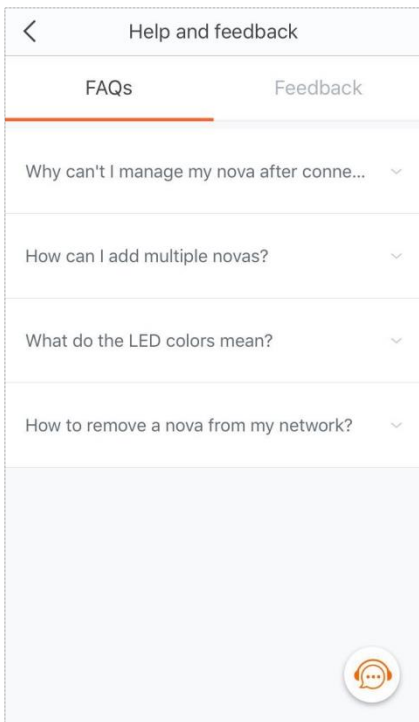 Help and feedback
FAQs
Feedback
Why can't I manage my nova after conne...
How can I add multiple novas?
What do the LED colors mean?
How to remove a nova from my network?